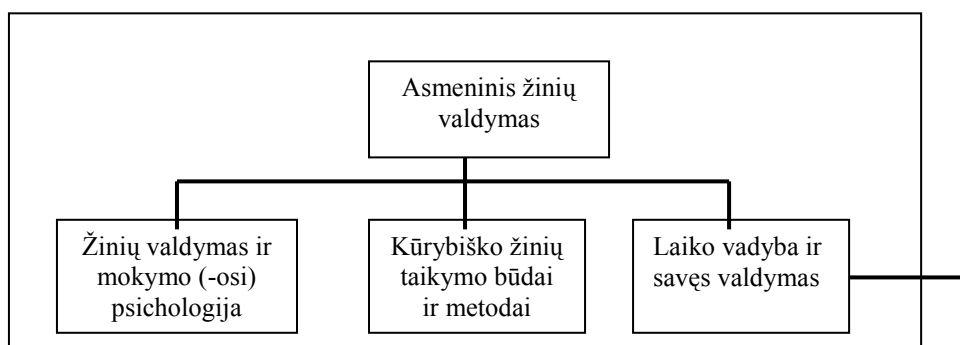 Asmeninis žinių
valdymas
Žinių valdymas ir
mokymo (-osi)
psichologija
Kūrybiško žinių
taikymo būdai
ir metodai
Laiko vadyba ir
savęs valdymas